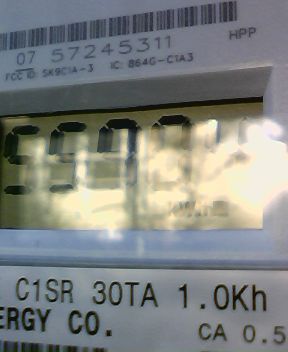 07 57245311 HPP
FCC ID: SK9C1A-3 IC: 864G-C1A3
C1SR 30TA 1.0Kh
ERGY CO. CA 0.5